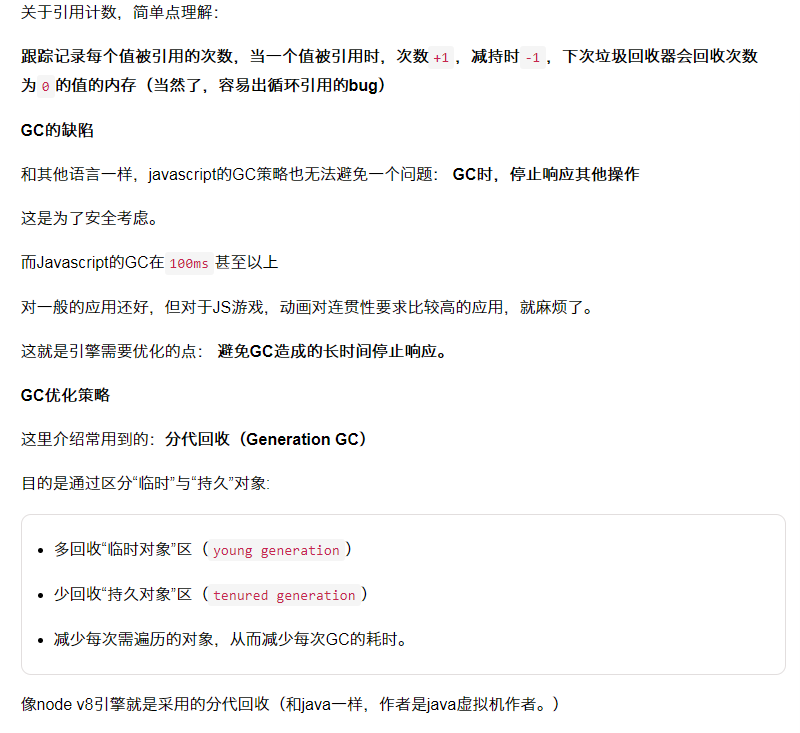 关于引用计数，简单点理解：
跟踪记录每个值被引用的次数，当一个值被引用时，次数+1，减持时-1，下次垃圾回收器会回收次数
为0的值的内存（当然了，容易出循环引用的bug）
GC的缺陷
和其他语言一样，javascript的GC策略也无法避免一个问题： GC时，停止响应其他操作
这是为了安全考虑。
而Javascript的GC在100ms甚至以上
对一般的应用还好，但对于JS游戏，动画对连贯性要求比较高的应用，就麻烦了。
这就是引擎需要优化的点： 避免GC造成的长时间停止响应。
GC优化策略
这里介绍常用到的：分代回收（Generation GC）
目的是通过区分“临时”与“持久”对象:
• 多回收“临时对象”区（young generation）
• 少回收“持久对象”区（tenured generation）
• 减少每次需遍历的对象，从而减少每次GC的耗时。
像node v8引擎就是采用的分代回收（和java一样，作者是java虚拟机作者。）